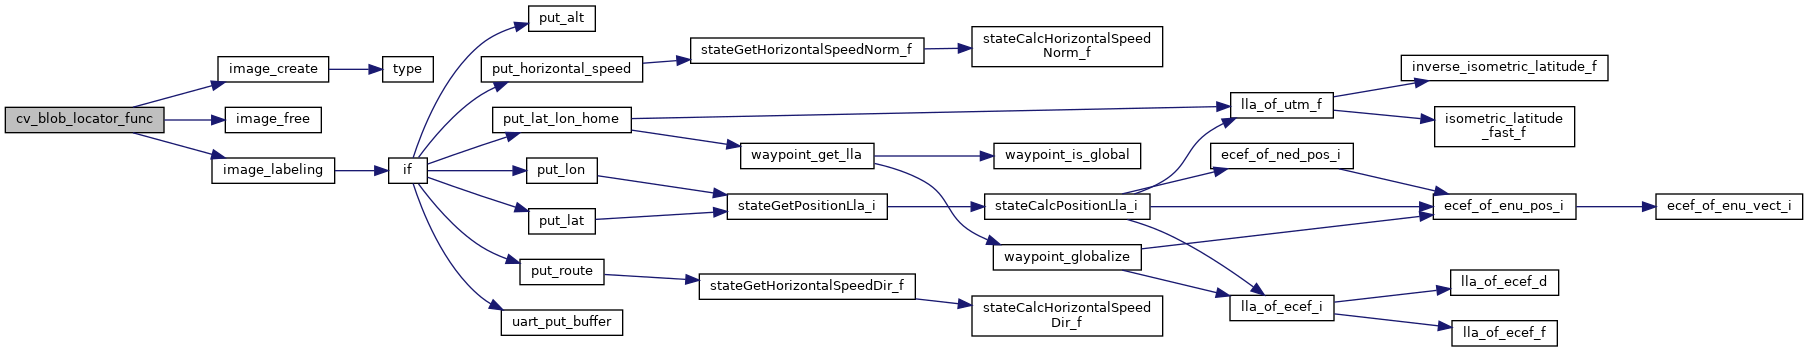 cv_blob_locator_func
image_create
image_free
image_labeling
type
if
put_alt
put_horizontal_speed
put_lat_lon_home
put_lon
put_lat
put_route
uart_put_buffer
stateGetHorizontalSpeedNorm_f
waypoint_get_lla
stateGetPositionLla_i
stateGetHorizontalSpeedDir_f
stateCalcHorizontalSpeed
Norm_f
waypoint_is_global
stateCalcPositionLla_i
waypoint_globalize
stateCalcHorizontalSpeed
Dir_f
lla_of_utm_f
ecef_of_ned_pos_i
lla_of_ecef_i
inverse_isometric_latitude_f
isometric_latitude
_fast_f
ecef_of_enu_pos_i
lla_of_ecef_d
lla_of_ecef_f
ecef_of_enu_vect_i